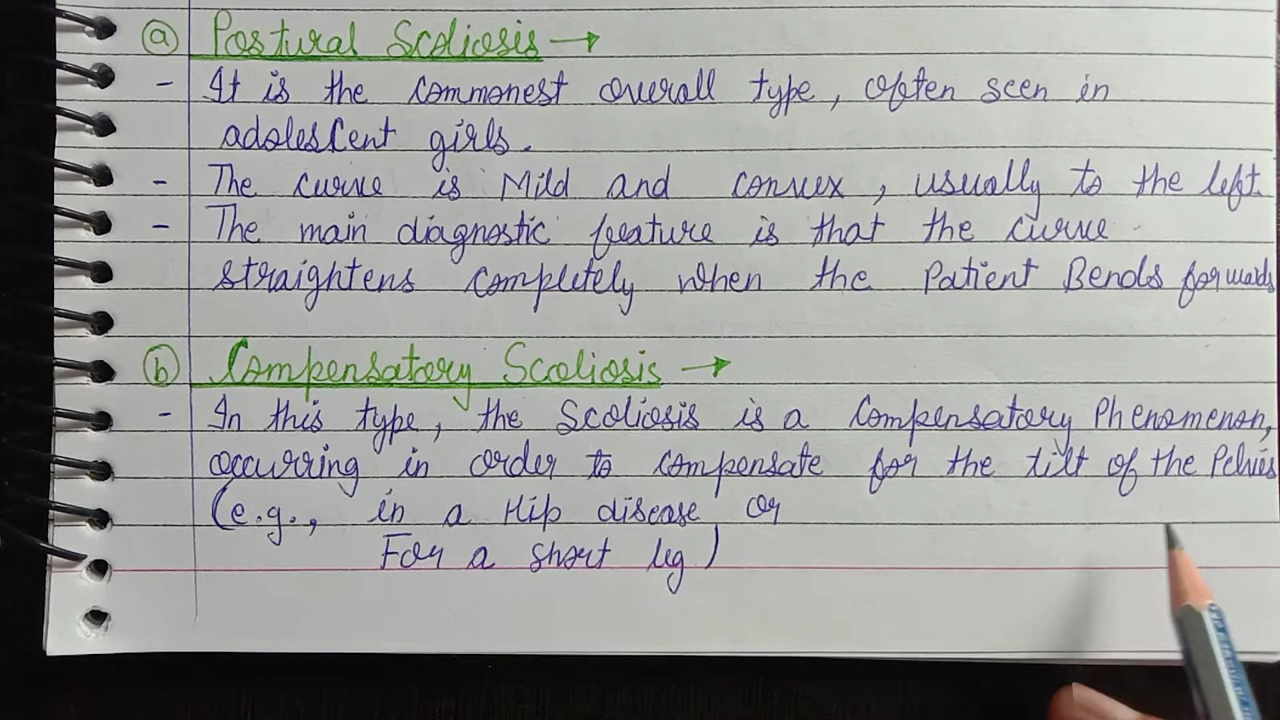 (a) Postural Scoliosis →
- It is the commonest overall type, often seen in
adolescent girls.
- The curve is Mild and convex, usually to the left.
- The main diagnostic feature is that the curve
straightens completely when the Patient Bends forwards
(b) Compensatory Scoliosis →
- In this type, the Scoliosis is a Compensatory Phenomenon,
occurring in order to compensate for the tilt of the Pelvis
(e.g., in a Hip disease or
For a short leg)